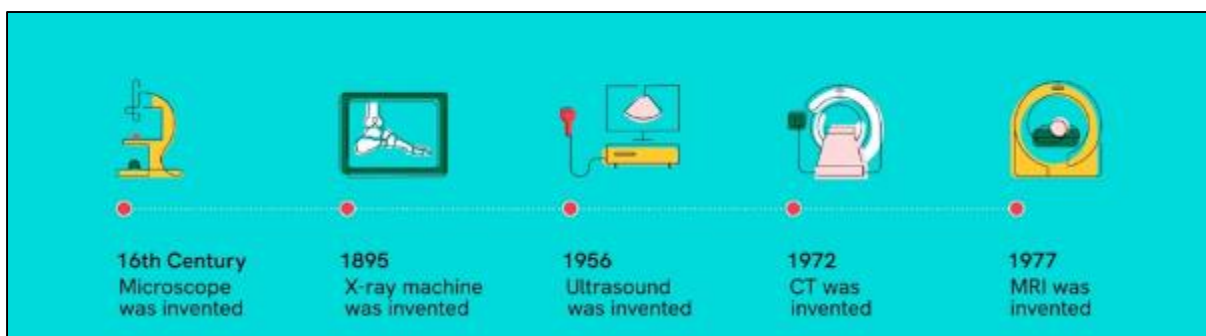 16th Century
Microscope
was invented
1895
X-ray machine
was invented
1956
Ultrasound
was invented
1972
CT was
invented
1977
MRI was
invented